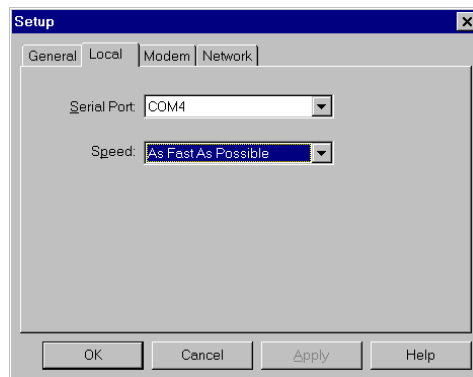 Setup
General Local Modem Network
Serial Port: COM4
Speed: As Fast As Possible
OK Cancel Apply Help